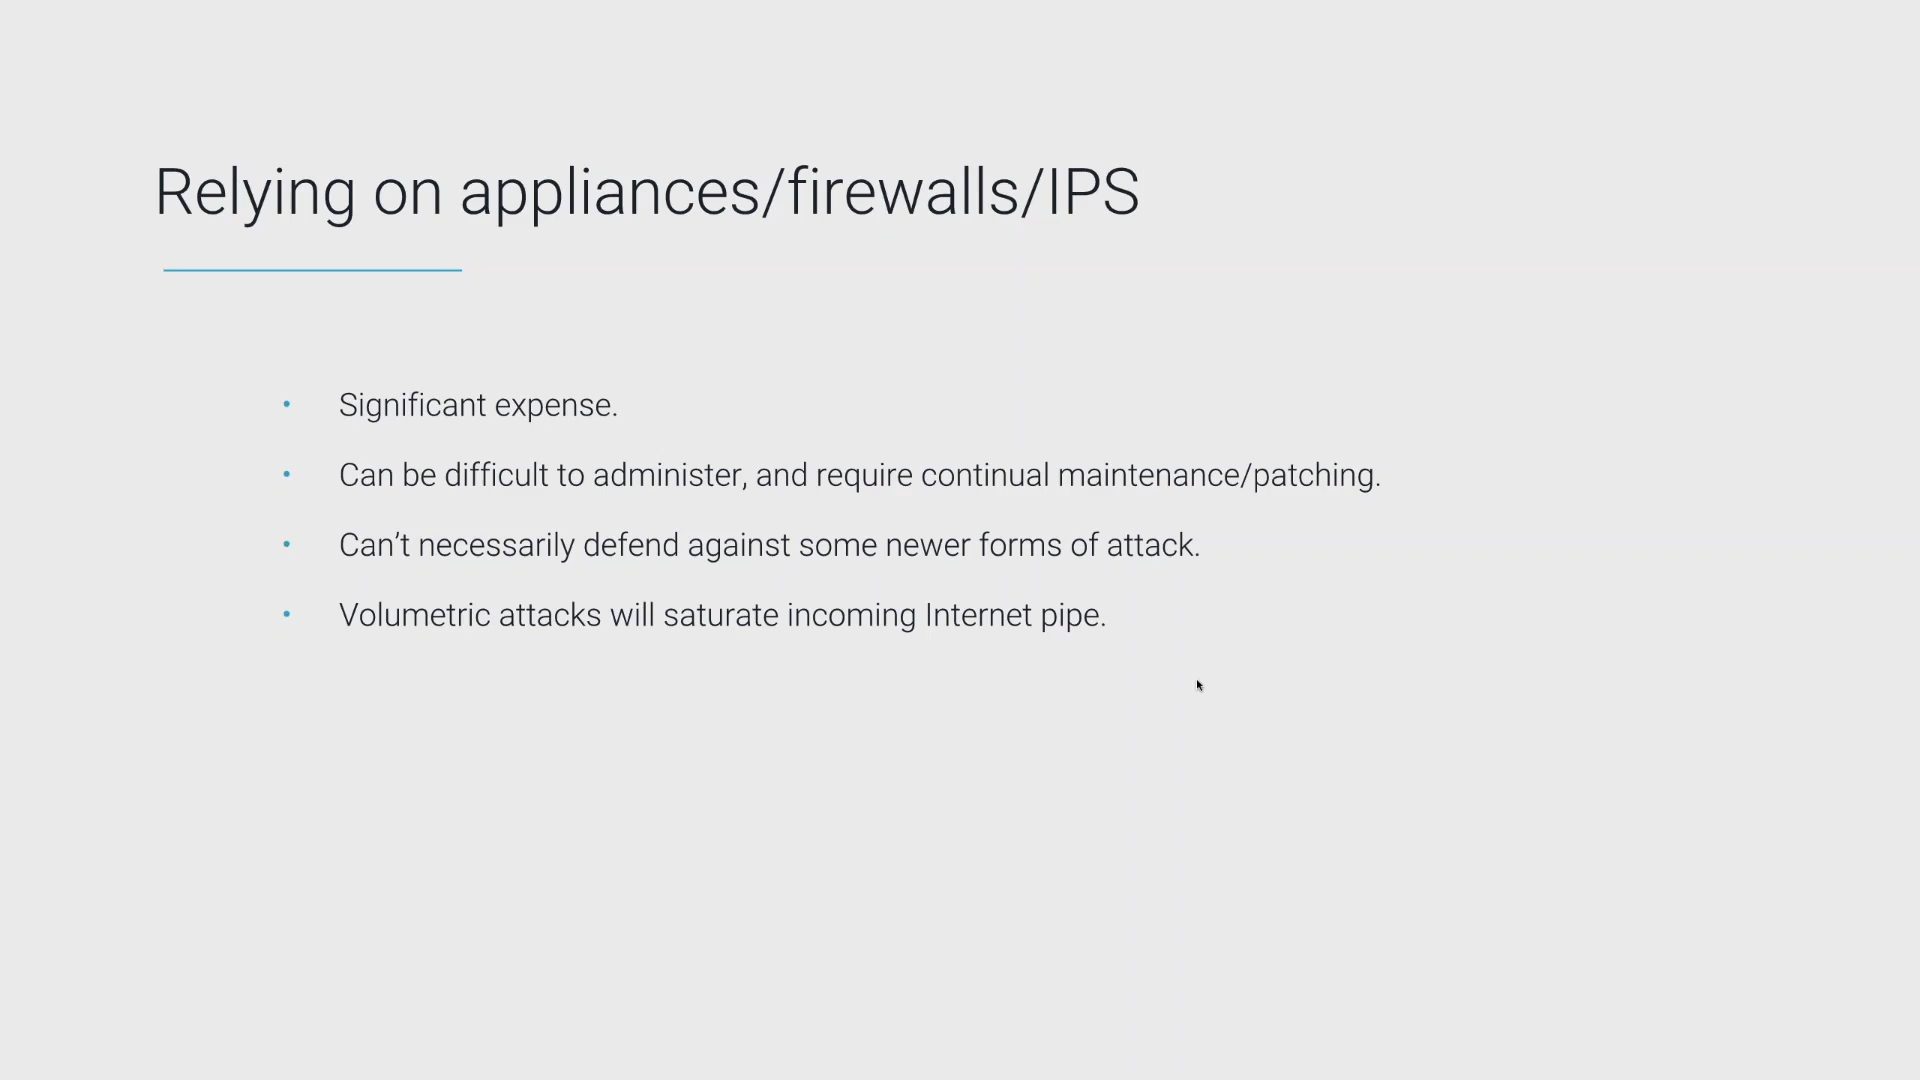 Relying on appliances/firewalls/IPS
• Significant expense.
• Can be difficult to administer, and require continual maintenance/patching.
• Can’t necessarily defend against some newer forms of attack.
• Volumetric attacks will saturate incoming Internet pipe.